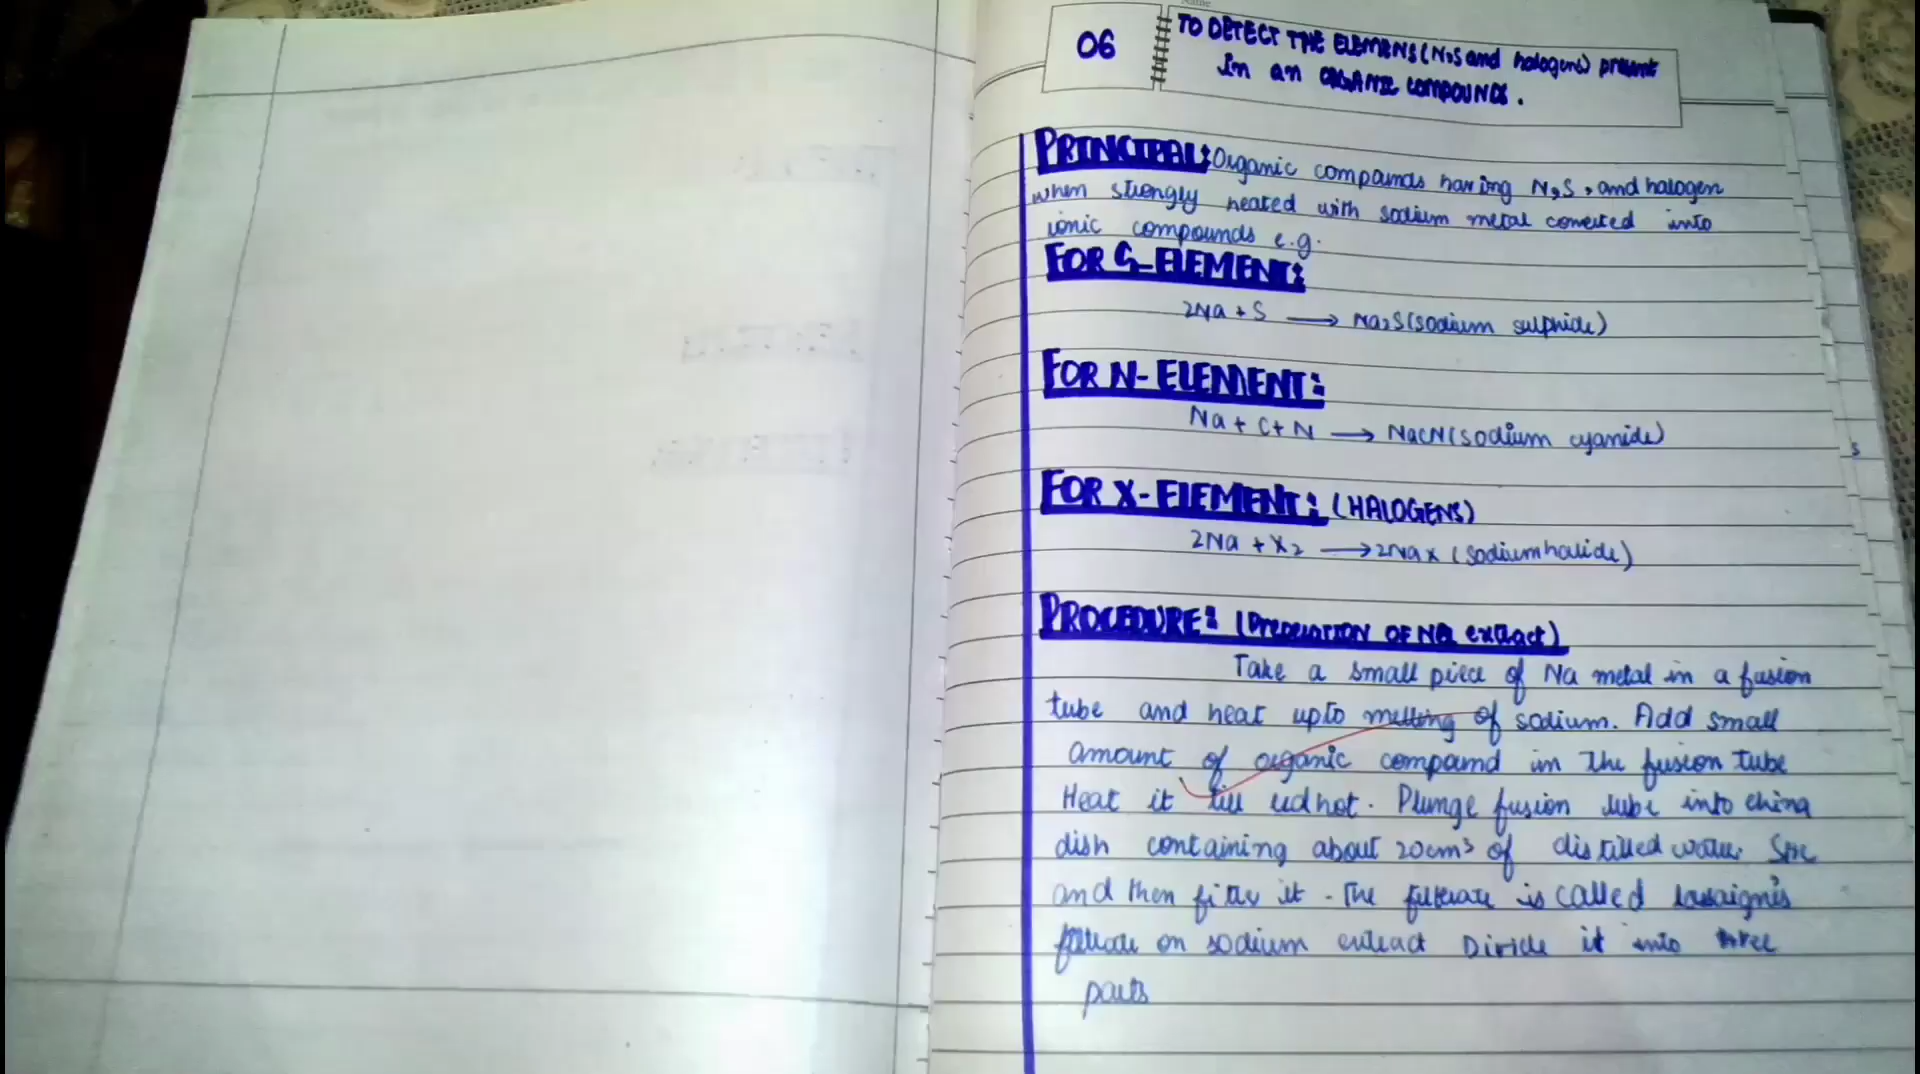 06
TO DETECT THE ELEMENS (N,S and halogens) present
In an ORGANIC COMPOUNDS.
PRINCIPAL: Organic compounds having N,S, and halogen
when strongly heated with sodium metal coverted into
ionic compounds e.g.
FOR S-ELEMENT:
2Na + S → Na2S (sodium sulphide)
FOR N-ELEMENT:
Na + C + N → NaCN (sodium cyanide)
FOR X-ELEMENT: (HALOGENS)
2Na + X2 → 2Nax (sodium halide)
PROCEDURE: ( OF Na extract)
Take a small piece of Na metal in a fusion
tube and heat upto melting of sodium. Add small
amount of organic compound in the fusion tube
Heat it till red hot. Plunge fusion tube into china
dish containing about 20cm3 of distilled water. Stir
and then filter it. The filterate is called
on sodium extract Divide it into three
parts